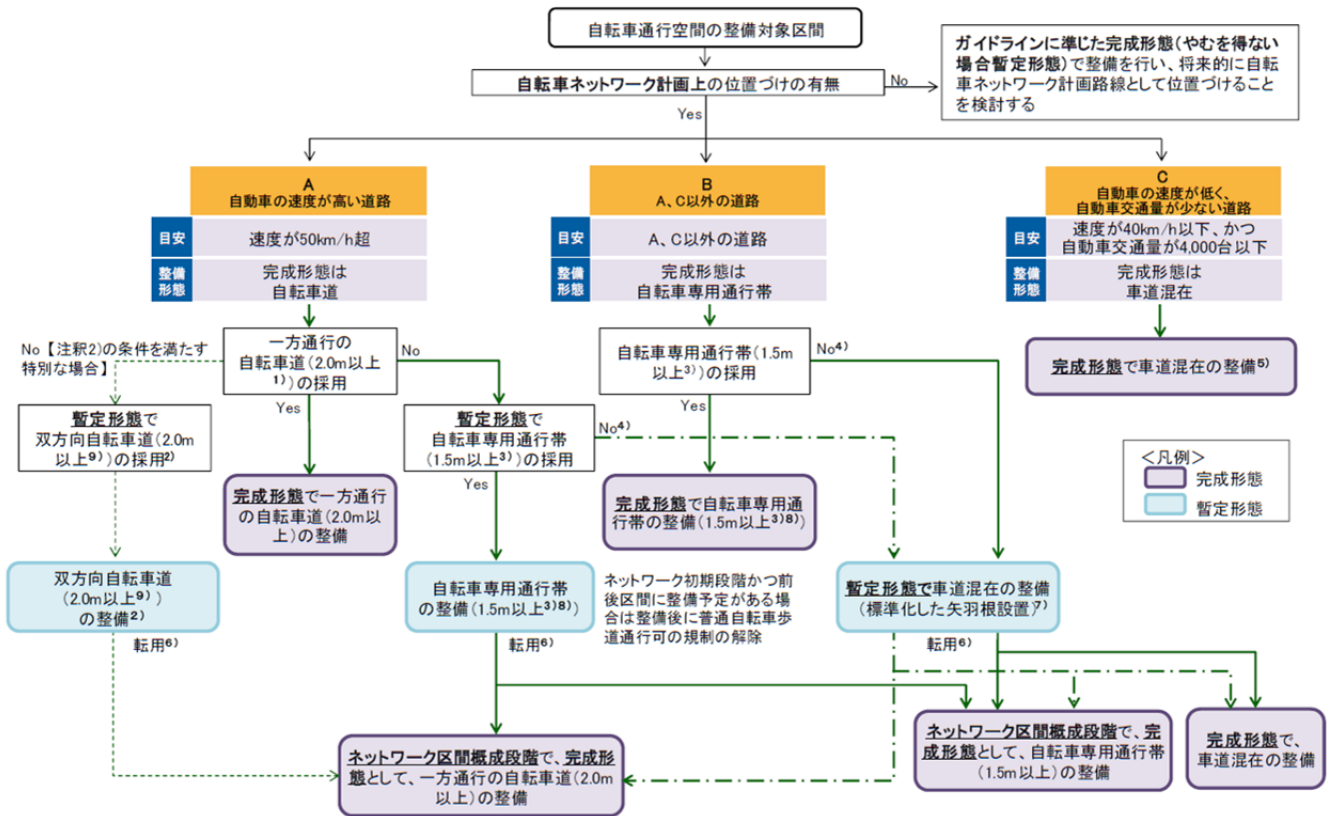 自転車通行空間の整備対象区間
ガイドラインに準じた完成形態(やむを得ない
場合暫定形態)で整備を行い、将来的に自転
車ネットワーク計画路線として位置づけること
を検討する
自転車ネットワーク計画上の位置づけの有無
No
Yes
A
自動車の速度が高い道路
目安
速度が50km/h超
整備
形態
完成形態は
自転車道
B
A、C以外の道路
目安
A、C以外の道路
整備
形態
完成形態は
自転車専用通行帯
C
自動車の速度が低く、
自動車交通量が少ない道路
目安
速度が40km/h以下、かつ
自動車交通量が4,000台以下
整備
形態
完成形態は
車道混在
No【注釈2)の条件を満たす
特別な場合】
一方通行の
自転車道(2.0m以上
1))の採用
No
Yes
自転車専用通行帯(1.5m
以上3))の採用
No4)
Yes
完成形態で車道混在の整備5)
暫定形態で
双方向自転車道(2.0m
以上9))の採用2)
暫定形態で
自転車専用通行帯
(1.5m以上3))の採用
No4)
Yes
<凡例>
完成形態
暫定形態
完成形態で一方通行
の自転車道(2.0m以
上)の整備
完成形態で自転車専用通
行帯の整備(1.5m以上3)8))
双方向自転車道
(2.0m以上9))
の整備2)
自転車専用通行帯
の整備(1.5m以上3)8))
ネットワーク初期段階かつ前
後区間に整備予定がある場
合は整備後に普通自転車歩
道通行可の規制の解除
暫定形態で車道混在の整備
(標準化した矢羽根設置)7)
転用6)
転用6)
転用6)
ネットワーク区間概成段階で、完成形
態として、一方通行の自転車道(2.0m
以上)の整備
ネットワーク区間概成段階で、完
成形態として、自転車専用通行帯
(1.5m以上)の整備
完成形態で、
車道混在の整備